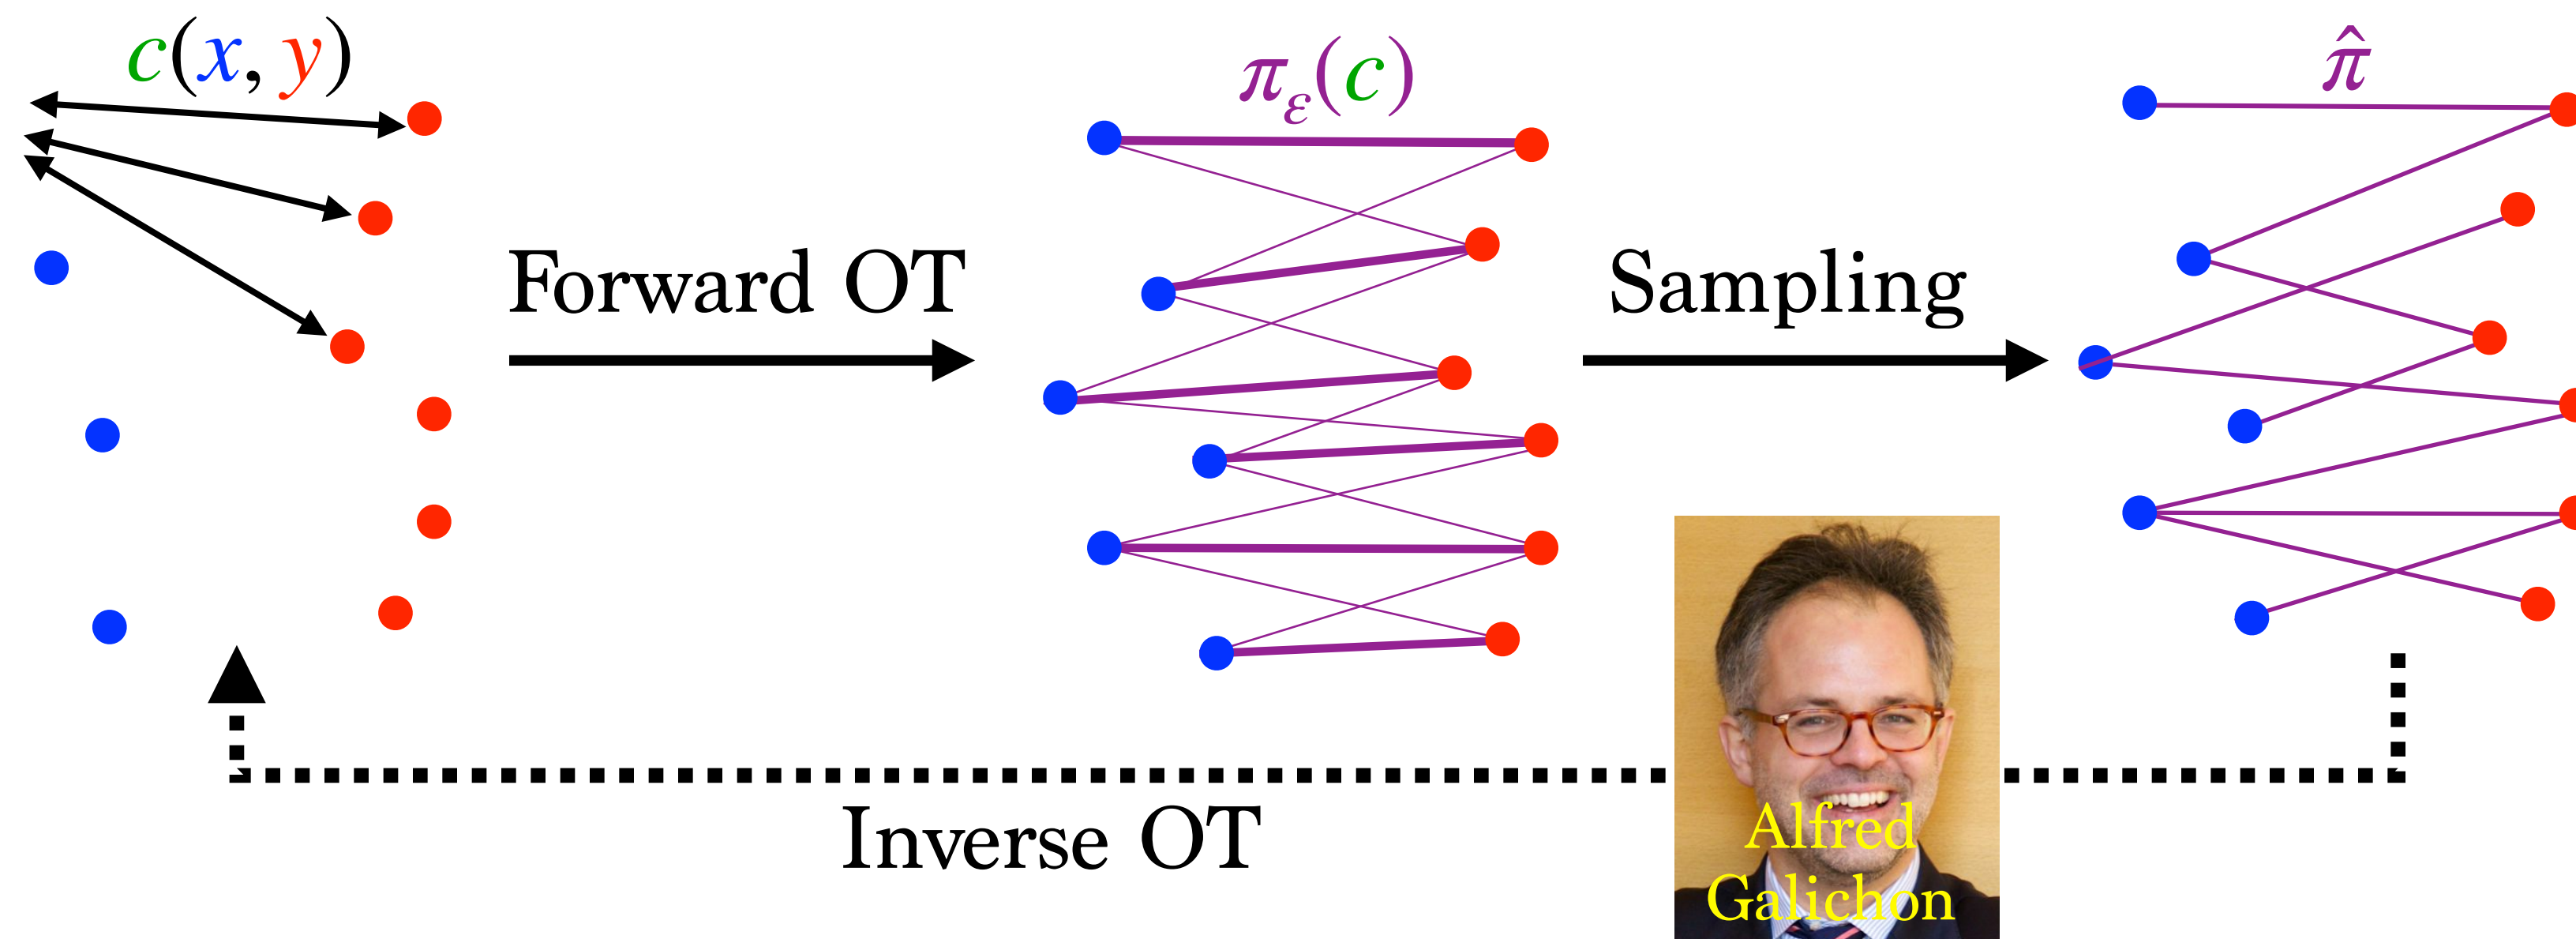 c(x, y)
π_ε(c)
π̂
Forward OT
Sampling
Inverse OT
Alfred
Galichon